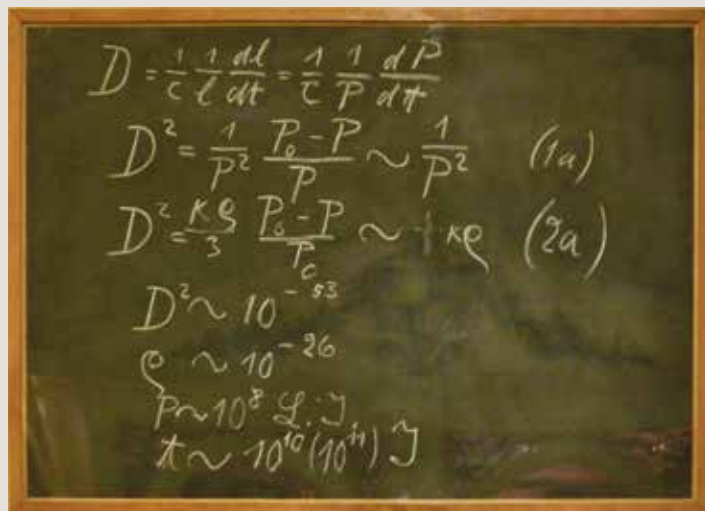 D = 1/c 1/l dl/dt = 1/c 1/P dP/dt
D² = 1/P² P₀-P/P ~ 1/P² (1a)
D² = κρ/3 P₀-P/P₀ ~ κρ (2a)
D² ~ 10⁻⁵³
ρ ~ 10⁻²⁶
P ~ 10⁸ L. J.
t ~ 10¹⁰(10¹¹) J